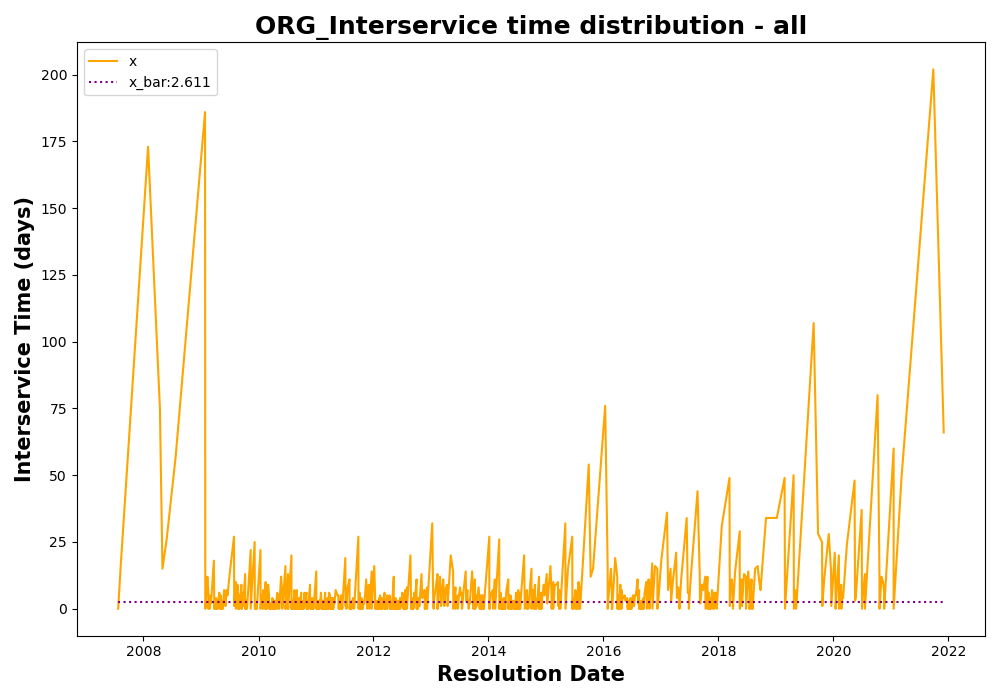 ORG_Interservice time distribution - all
x
x_bar:2.611
Interservice Time (days)
200
175
150
125
100
75
50
25
0
2008 2010 2012 2014 2016 2018 2020 2022
Resolution Date